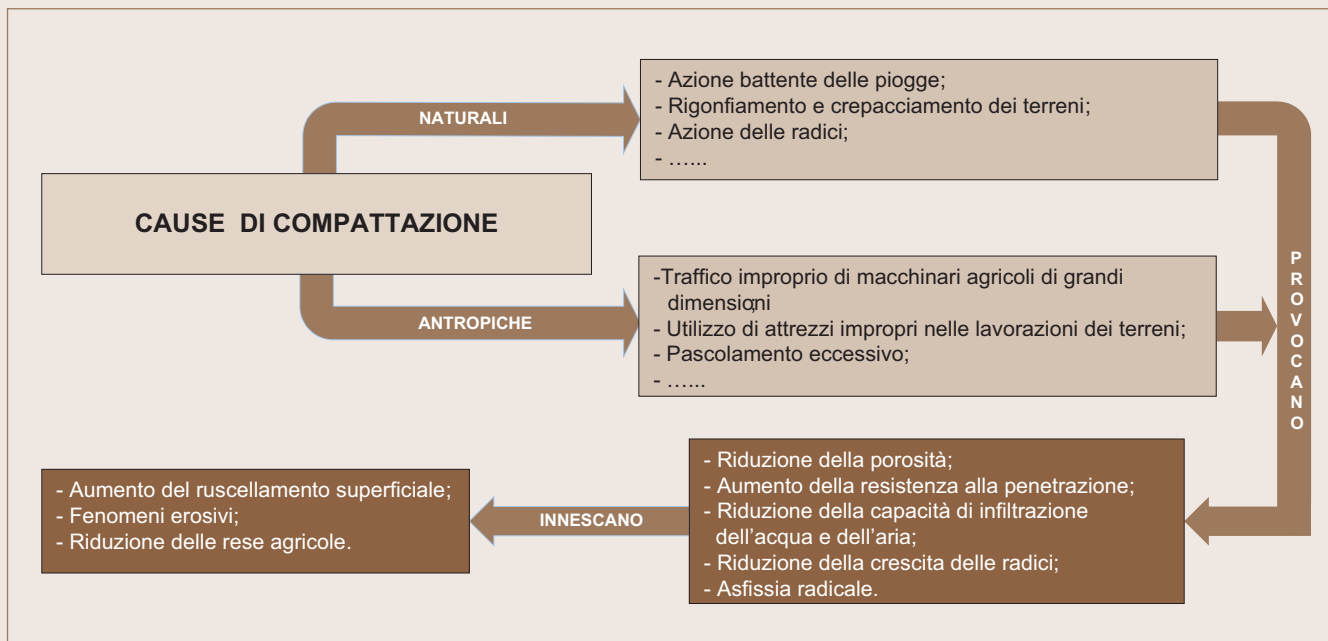 CAUSE DI COMPATTAZIONE
NATURALI
- Azione battente delle piogge;
- Rigonfiamento e crepacciamento dei terreni;
- Azione delle radici;
- …...
ANTROPICHE
-Traffico improprio di macchinari agricoli di grandi
dimensioni;
- Utilizzo di attrezzi impropri nelle lavorazioni dei terreni;
- Pascolamento eccessivo;
- …...
PROVOCANO
- Riduzione della porosità;
- Aumento della resistenza alla penetrazione;
- Riduzione della capacità di infiltrazione
dell’acqua e dell’aria;
- Riduzione della crescita delle radici;
- Asfissia radicale.
INNESCANO
- Aumento del ruscellamento superficiale;
- Fenomeni erosivi;
- Riduzione delle rese agricole.